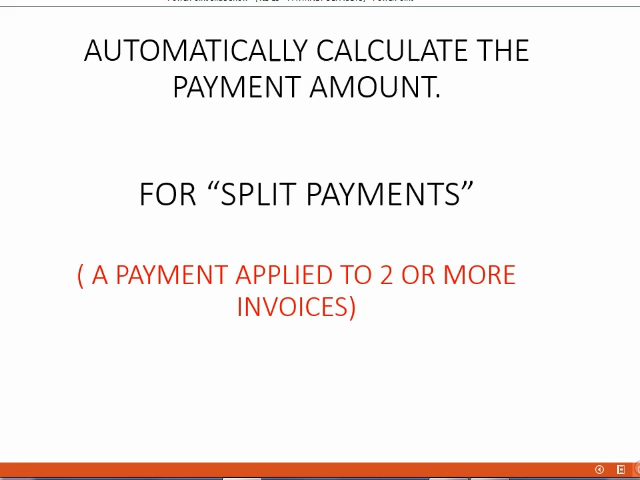 AUTOMATICALLY CALCULATE THE
PAYMENT AMOUNT.
FOR “SPLIT PAYMENTS”
( A PAYMENT APPLIED TO 2 OR MORE
INVOICES)